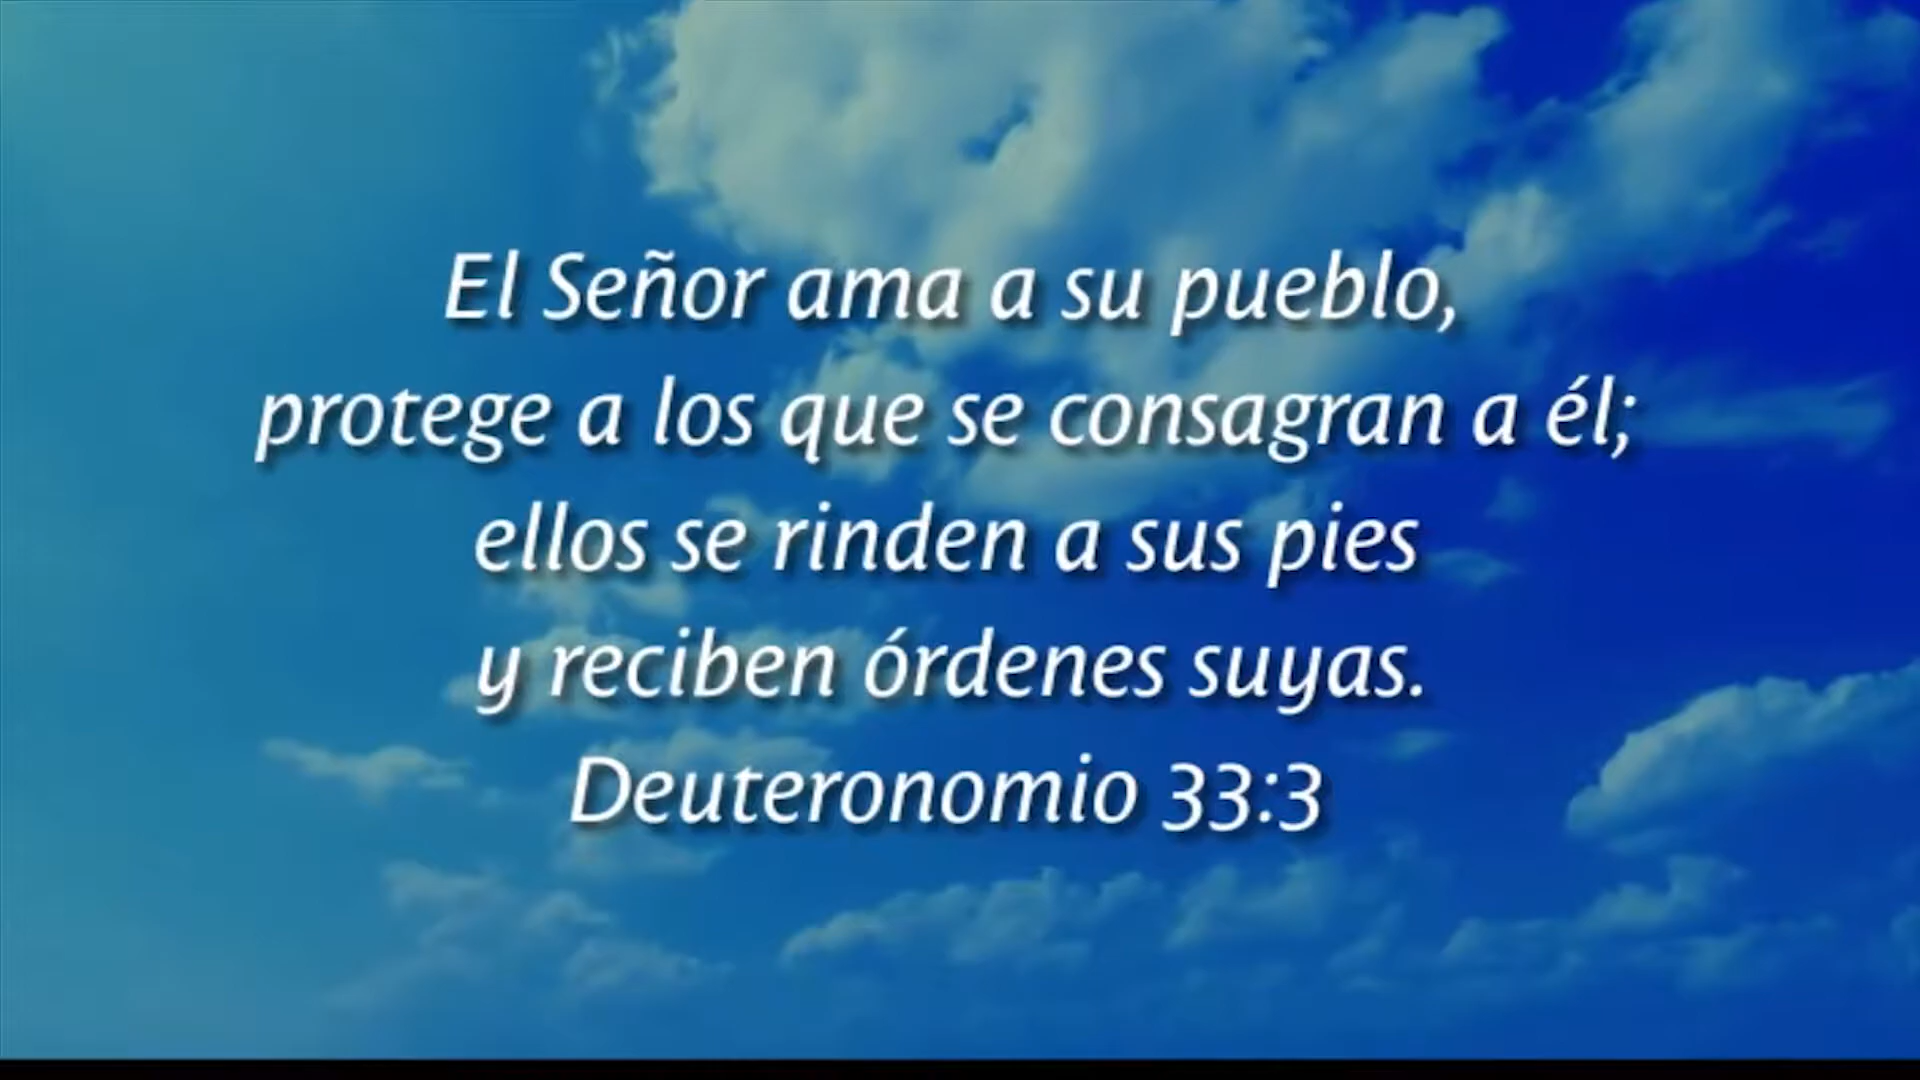 El Señor ama a su pueblo,
protege a los que se consagran a él;
ellos se rinden a sus pies
y reciben órdenes suyas.
Deuteronomio 33:3